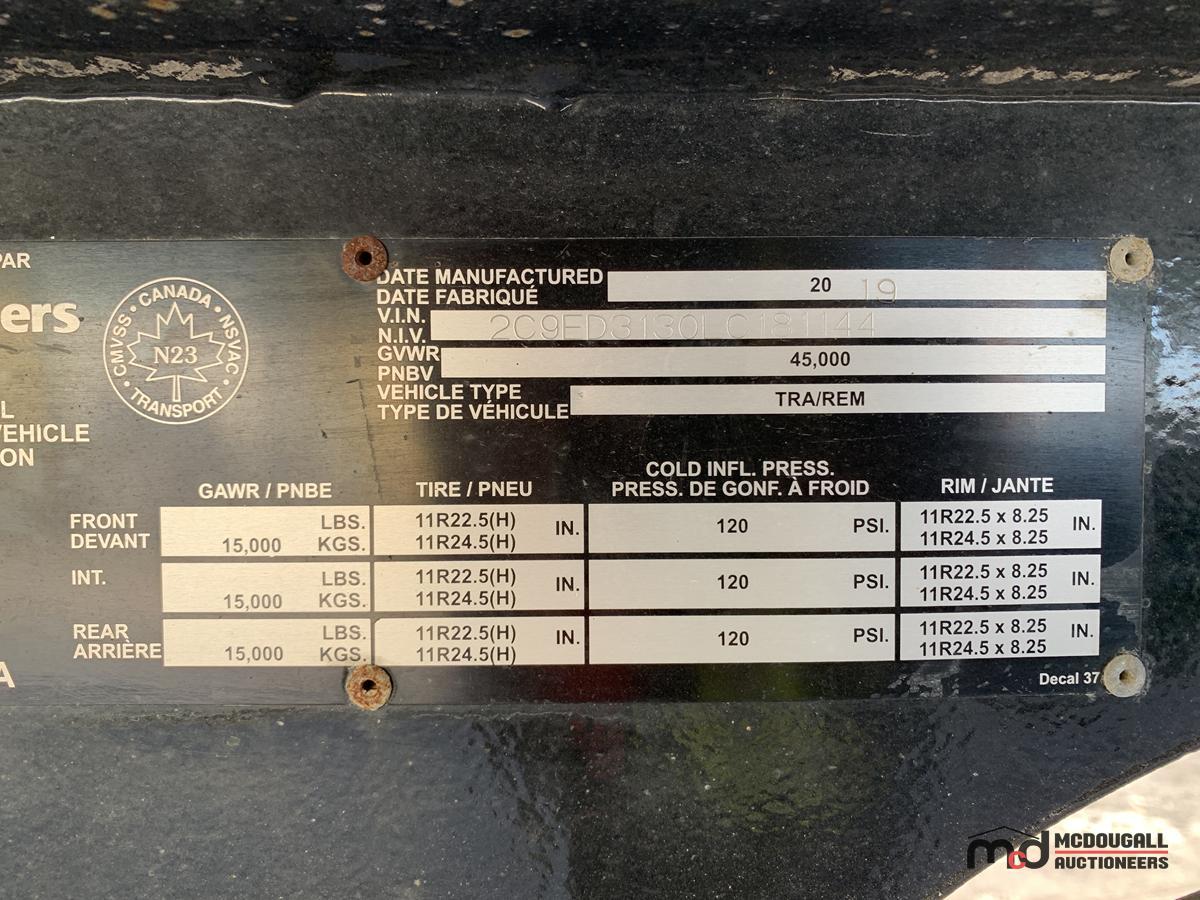 PAR
ers
CANADA
CMVSS
NSVAC
N23
TRANSPORT
L
VEHICLE
ON
A
DATE MANUFACTURED
DATE FABRIQUÉ
20 19
V.I.N.
N.I.V.
2C9FD3130LC181144
GVWR
PNBV
45,000
VEHICLE TYPE
TYPE DE VÉHICULE
TRA/REM
GAWR / PNBE
TIRE / PNEU
COLD INFL. PRESS.
PRESS. DE GONF. À FROID
RIM / JANTE
FRONT
DEVANT
LBS.
15,000 KGS.
11R22.5(H)
11R24.5(H)
IN.
120 PSI.
11R22.5 x 8.25
11R24.5 x 8.25
IN.
INT.
LBS.
15,000 KGS.
11R22.5(H)
11R24.5(H)
IN.
120 PSI.
11R22.5 x 8.25
11R24.5 x 8.25
IN.
REAR
ARRIÈRE
LBS.
15,000 KGS.
11R22.5(H)
11R24.5(H)
IN.
120 PSI.
11R22.5 x 8.25
11R24.5 x 8.25
IN.
Decal 37
mcd
MCDOUGALL
AUCTIONEERS